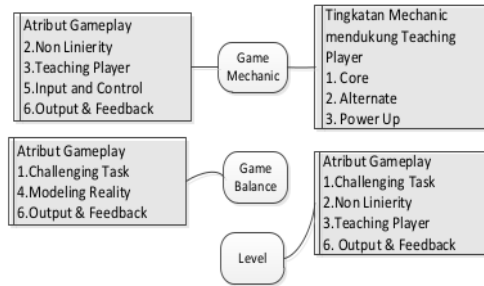 Atribut Gameplay
2.Non Linierity
3.Teaching Player
5.Input and Control
6.Output & Feedback
Game
Mechanic
Tingkatan Mechanic
mendukung Teaching
Player
1. Core
2. Alternate
3. Power Up
Atribut Gameplay
1.Challenging Task
4.Modeling Reality
6.Output & Feedback
Game
Balance
Level
Atribut Gameplay
1.Challenging Task
2.Non Linierity
3.Teaching Player
6. Output & Feedback